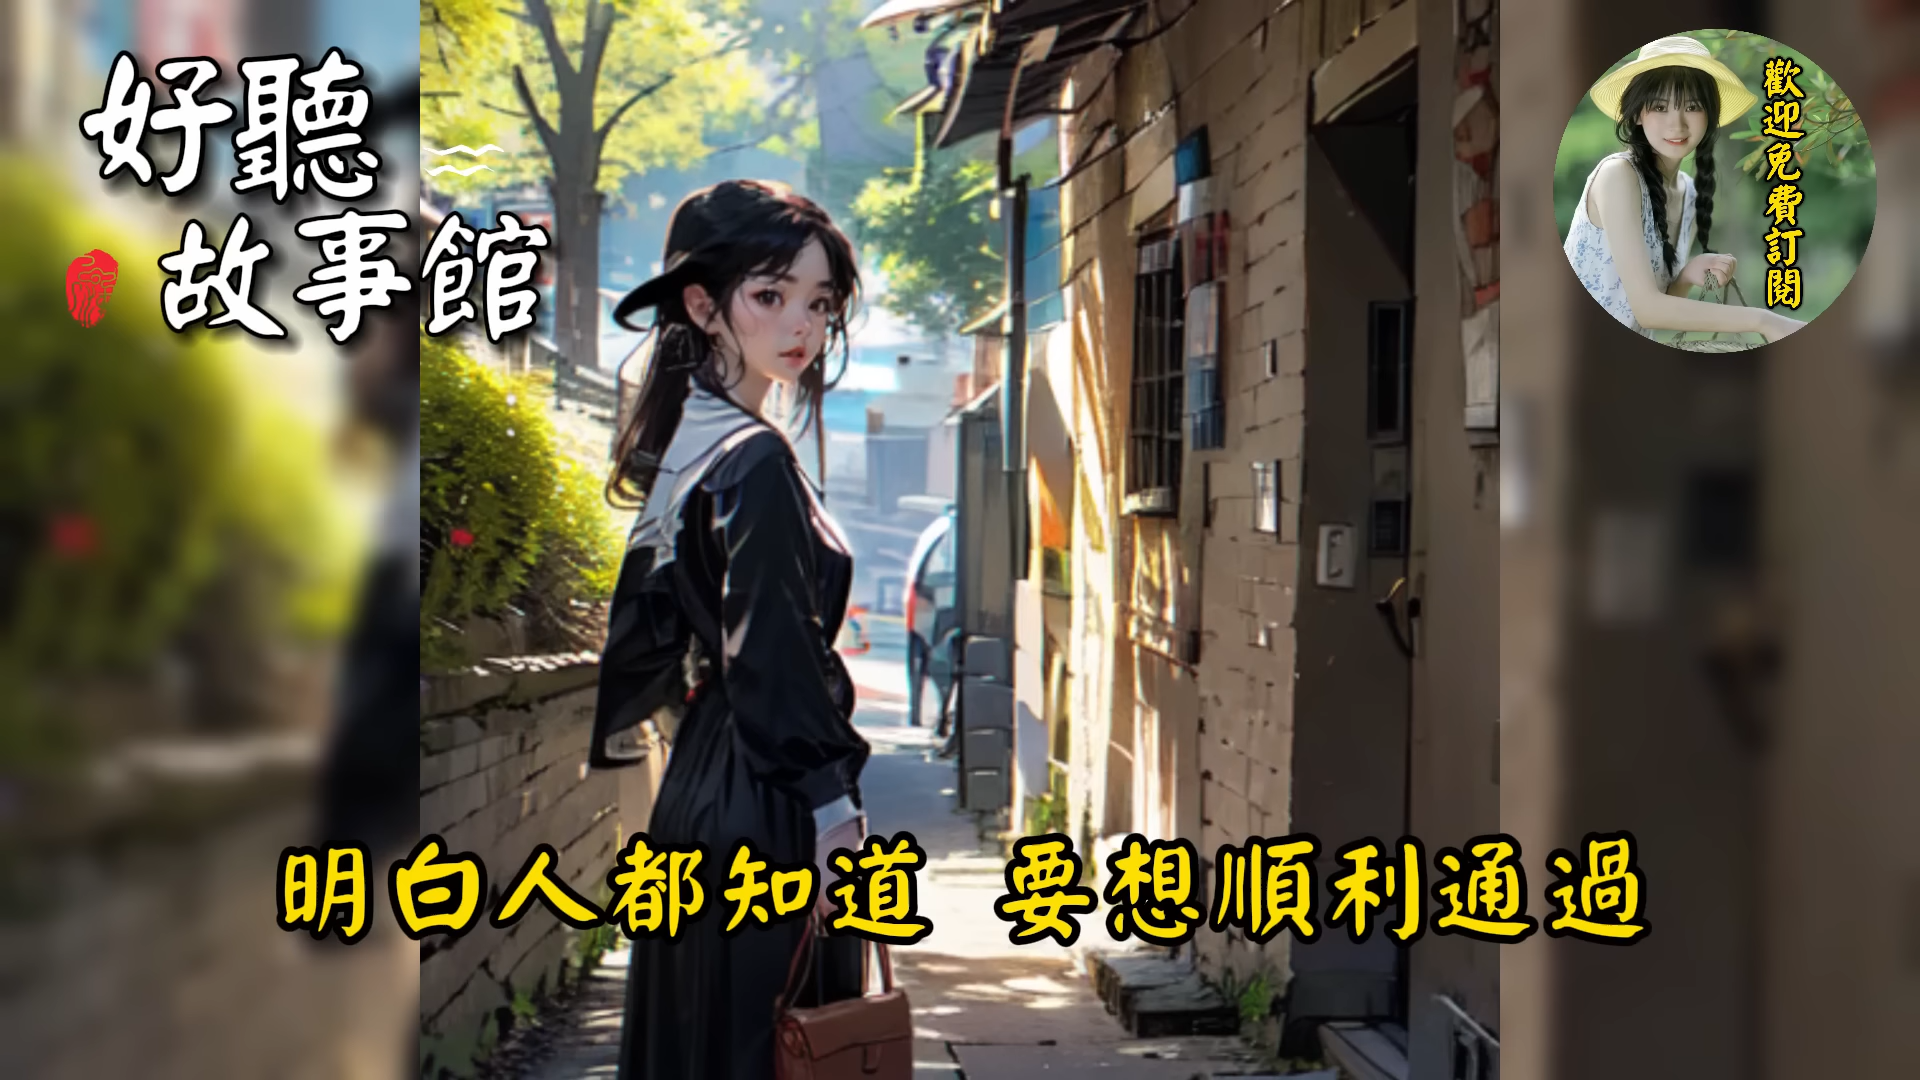 好聽
故事館
歡迎免費訂閱
明白人都知道 要想順利通過